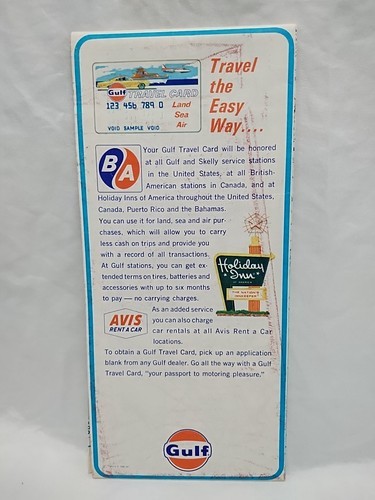 Travel
the
Easy
Way....
Gulf TRAVEL CARD
123 456 789 0
Land
Sea
Air
VOID SAMPLE VOID
BA
Your Gulf Travel Card will be honored
at all Gulf and Skelly service stations
in the United States, at all British-
American stations in Canada, and at
Holiday Inns of America throughout the United States,
Canada, Puerto Rico and the Bahamas.
You can use it for land, sea and air pur-
chases, which will allow you to carry
less cash on trips and provide you
with a record of all transactions.
At Gulf stations, you can get ex-
tended terms on tires, batteries and
accessories with up to six months
to pay — no carrying charges.
Holiday
Inn
AVIS
RENT A CAR
As an added service
you can also charge
car rentals at all Avis Rent a Car
locations.
To obtain a Gulf Travel Card, pick up an application
blank from any Gulf dealer. Go all the way with a Gulf
Travel Card, "your passport to motoring pleasure."
Gulf